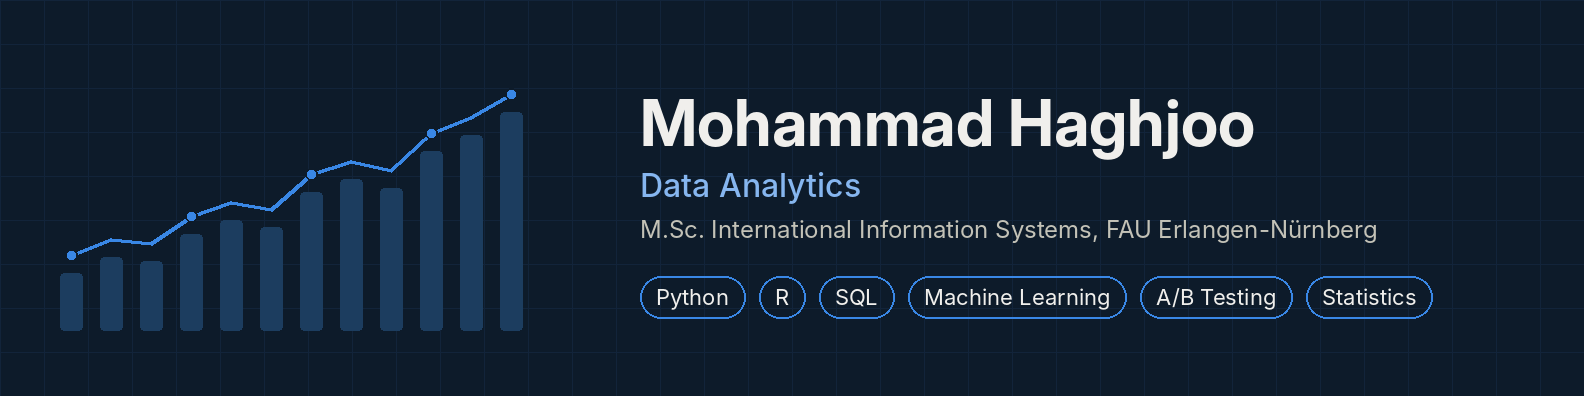 Mohammad Haghjoo
Data Analytics
M.Sc. International Information Systems, FAU Erlangen-Nürnberg
Python R SQL Machine Learning A/B Testing Statistics